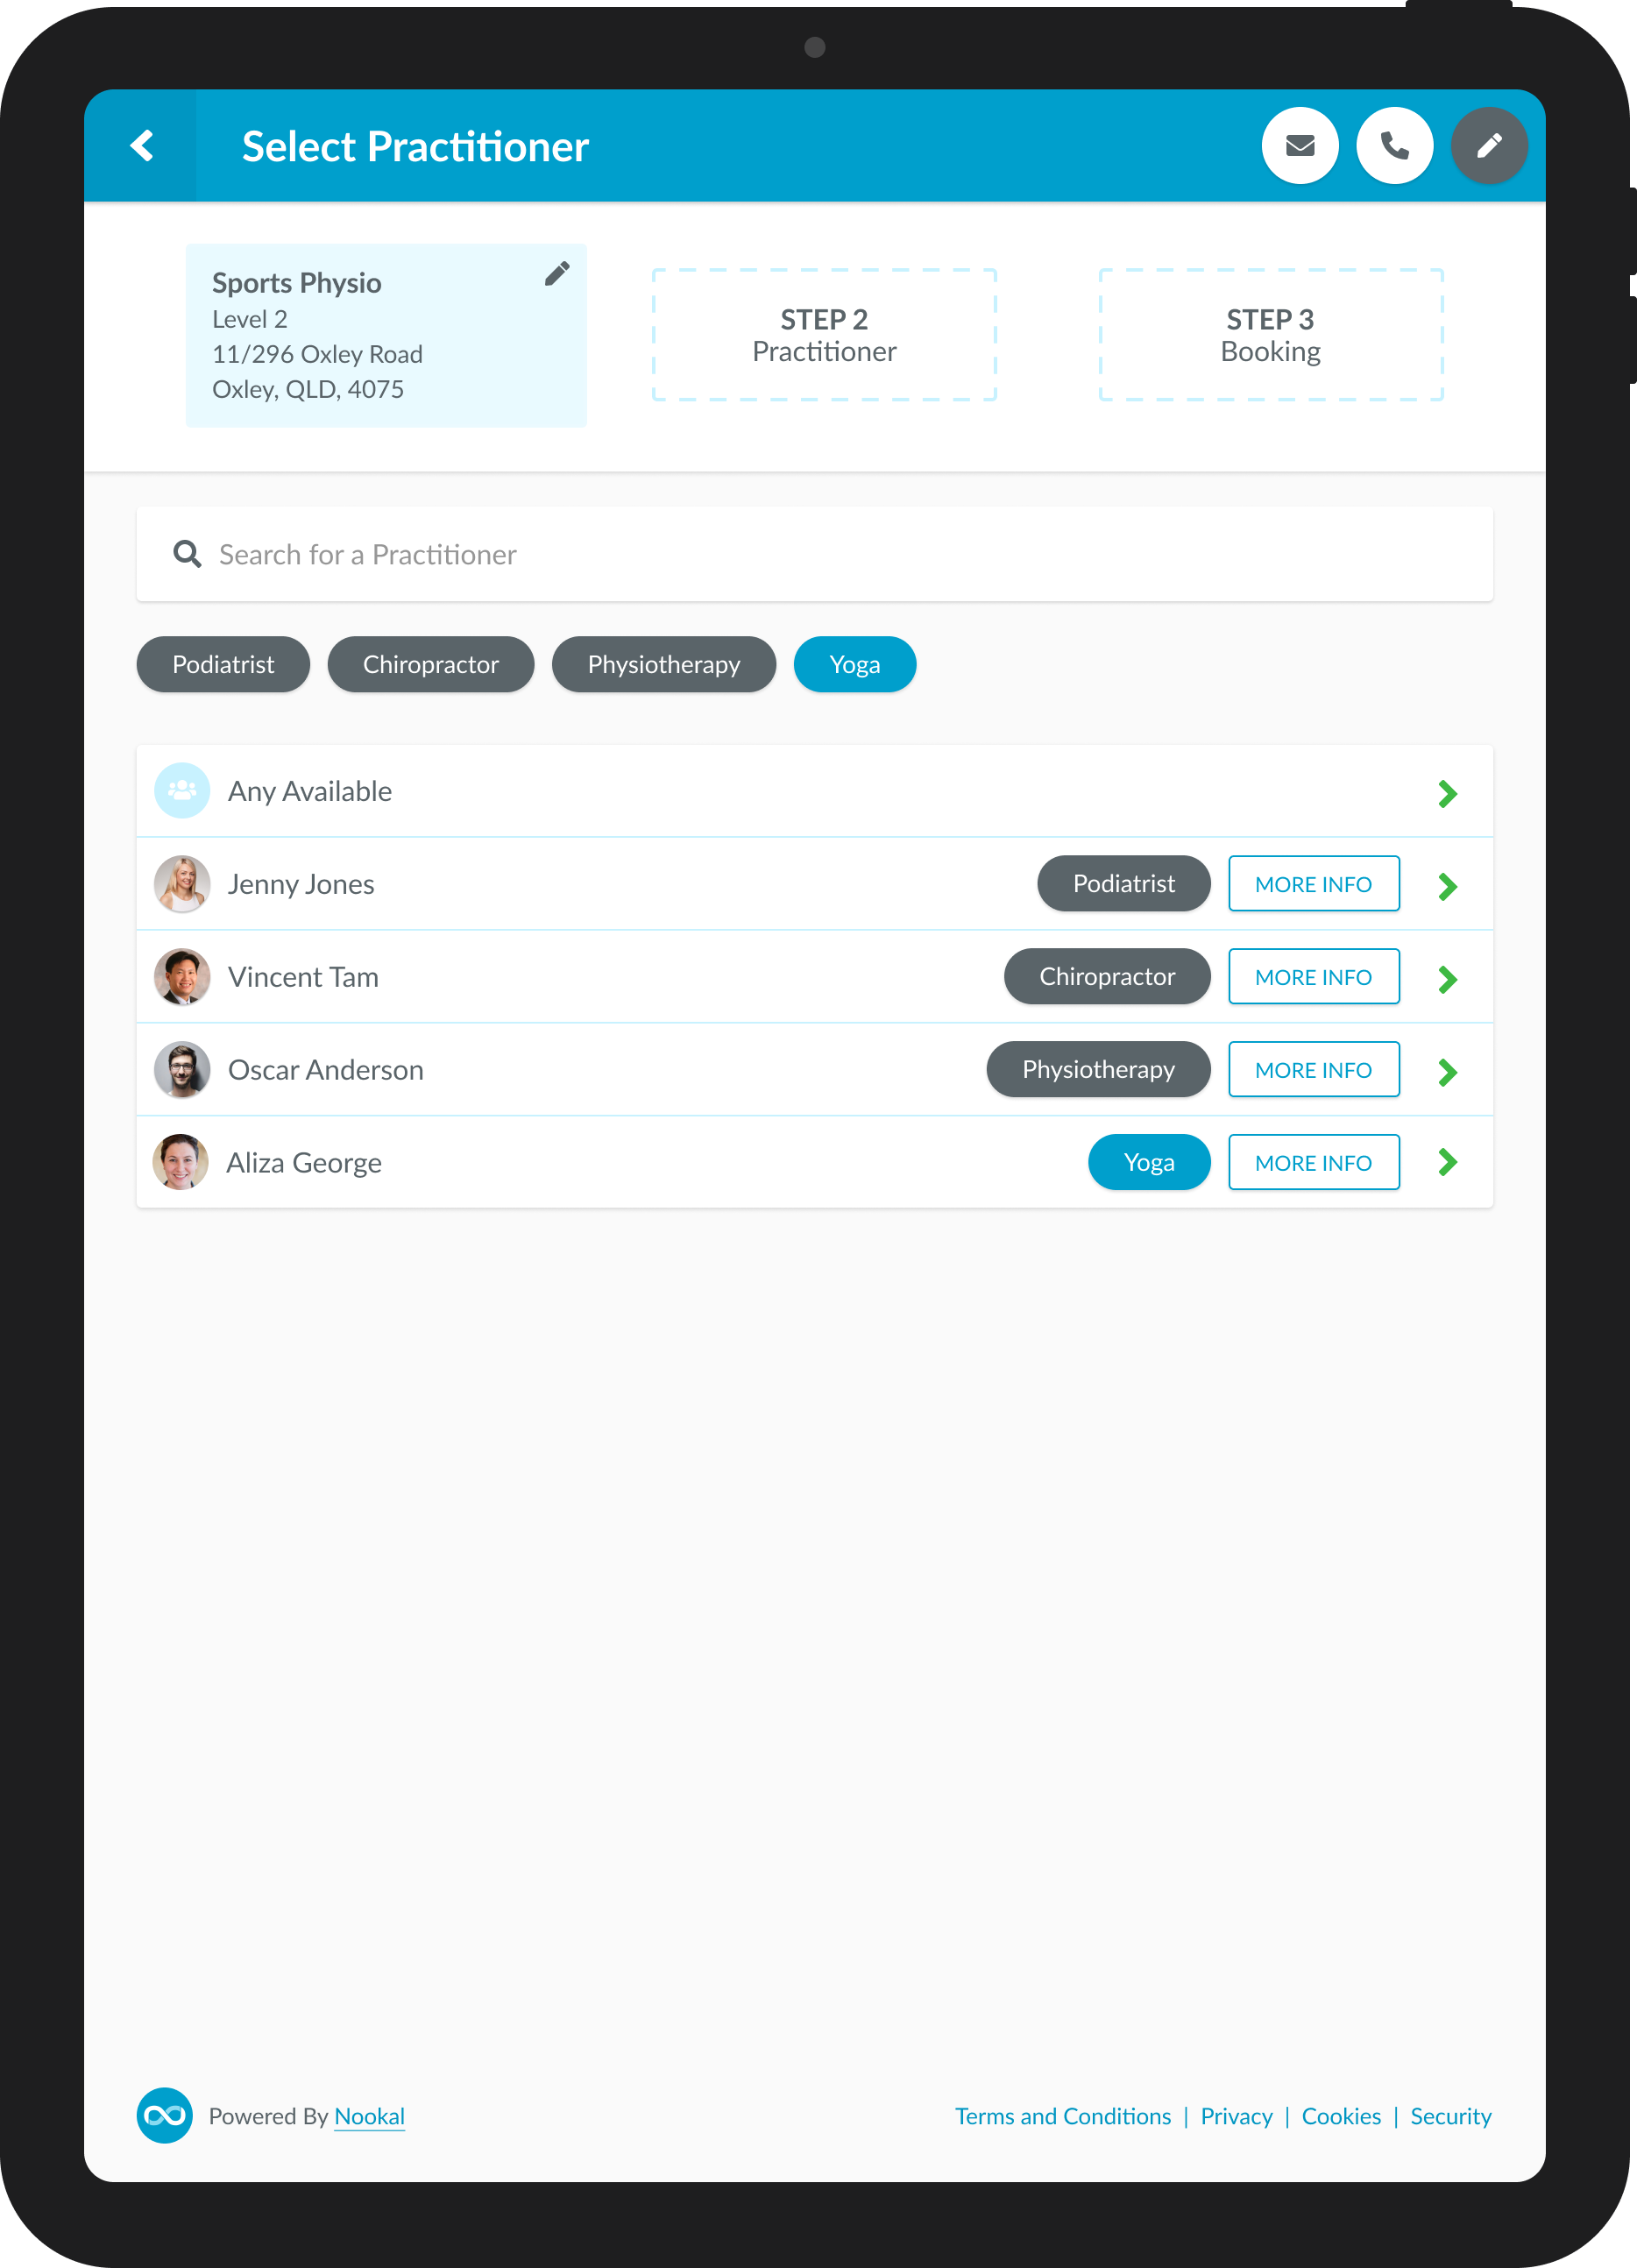 Select Practitioner
Sports Physio
Level 2
11/296 Oxley Road
Oxley, QLD, 4075
STEP 2
Practitioner
STEP 3
Booking
Search for a Practitioner
Podiatrist Chiropractor Physiotherapy Yoga
Any Available
Jenny Jones Podiatrist MORE INFO
Vincent Tam Chiropractor MORE INFO
Oscar Anderson Physiotherapy MORE INFO
Aliza George Yoga MORE INFO
Powered By Nookal Terms and Conditions | Privacy | Cookies | Security